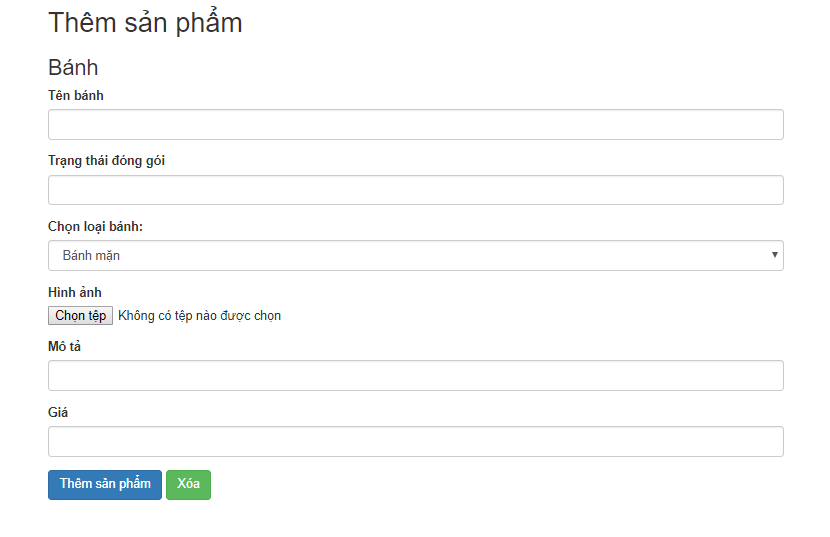 Thêm sản phẩm
Bánh
Tên bánh
Trạng thái đóng gói
Chọn loại bánh:
Bánh mặn
Hình ảnh
Chọn tệp Không có tệp nào được chọn
Mô tả
Giá
Thêm sản phẩm Xóa